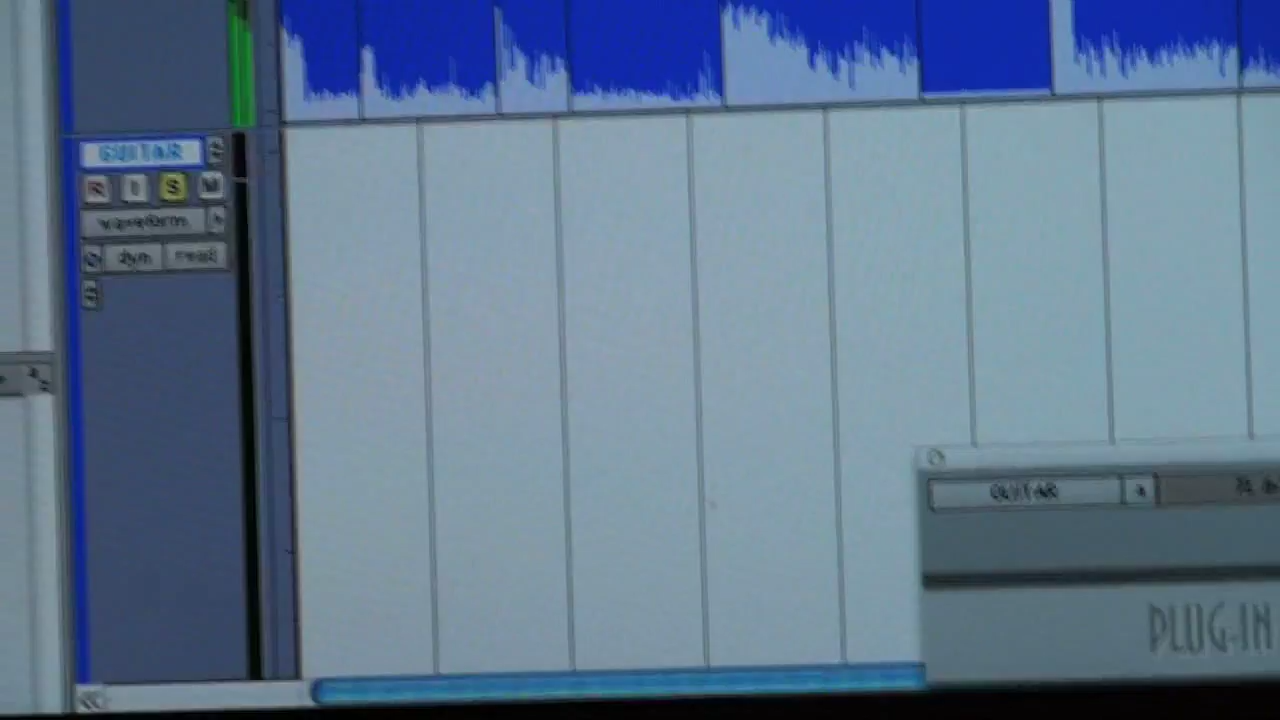 GUITAR
R I S M
waveform
dyn read
GUITAR
PLUG-IN